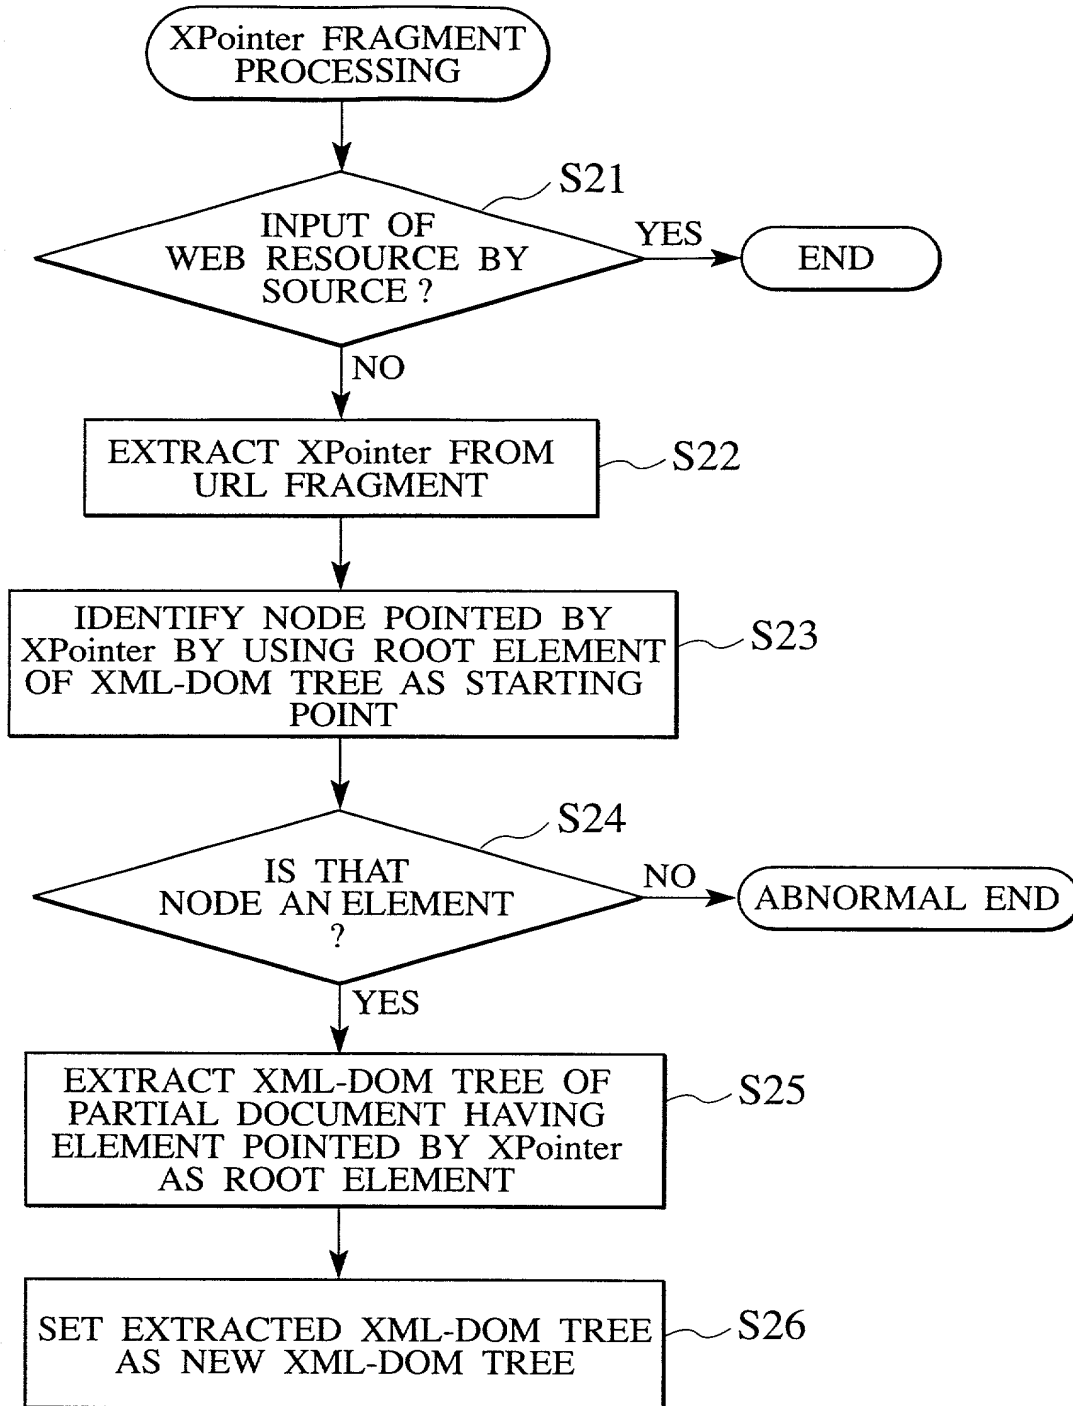 XPointer FRAGMENT
PROCESSING
S21
INPUT OF
WEB RESOURCE BY
SOURCE ?
YES
END
NO
EXTRACT XPointer FROM
URL FRAGMENT
S22
IDENTIFY NODE POINTED BY
XPointer BY USING ROOT ELEMENT
OF XML-DOM TREE AS STARTING
POINT
S23
S24
IS THAT
NODE AN ELEMENT
?
NO
ABNORMAL END
YES
EXTRACT XML-DOM TREE OF
PARTIAL DOCUMENT HAVING
ELEMENT POINTED BY XPointer
AS ROOT ELEMENT
S25
SET EXTRACTED XML-DOM TREE
AS NEW XML-DOM TREE
S26